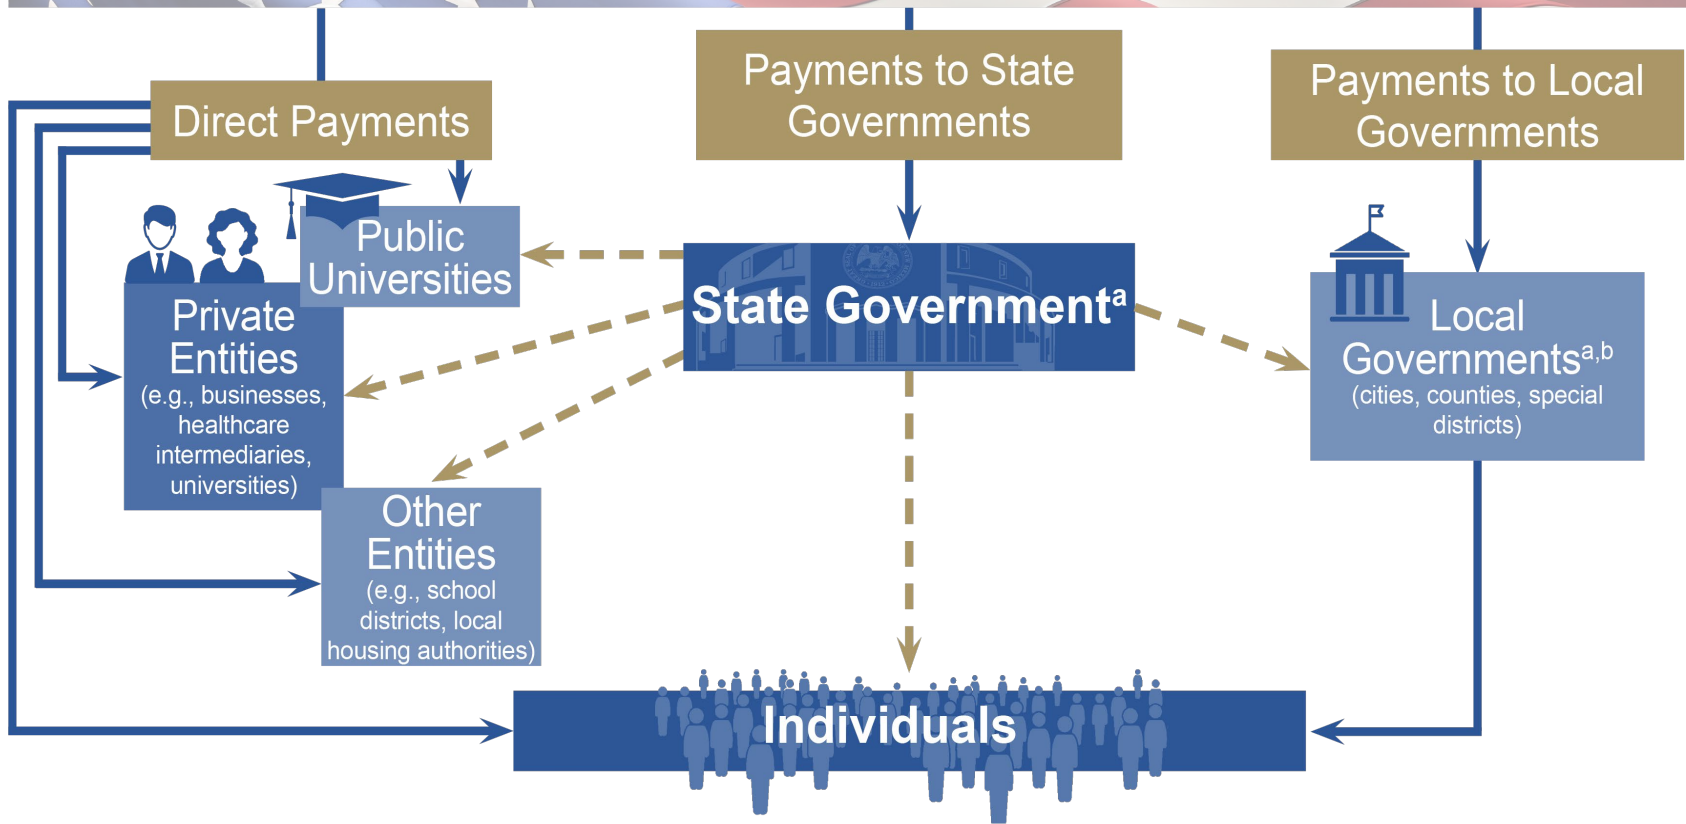 Direct Payments
Payments to State
Governments
Payments to Local
Governments
Public
Universities
Private
Entities
(e.g., businesses,
healthcare
intermediaries,
universities)
State Governmentᵃ
Local
Governmentsᵃ,ᵇ
(cities, counties, special
districts)
Other
Entities
(e.g., school
districts, local
housing authorities)
Individuals